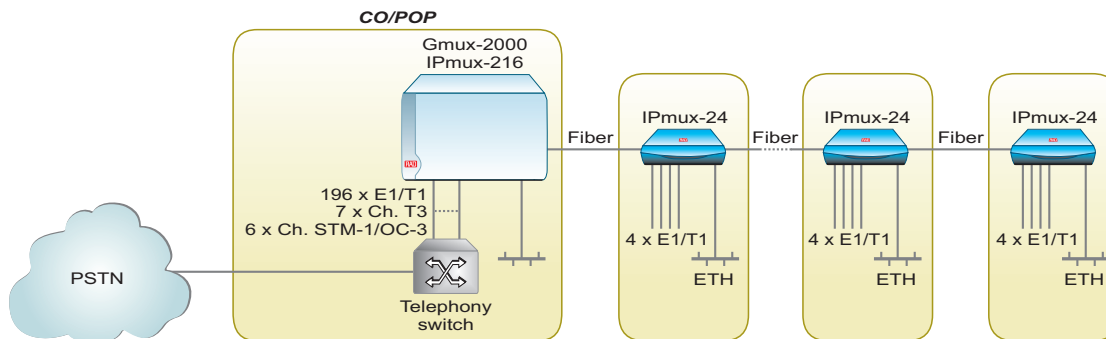 CO/POP
Gmux-2000
IPmux-216
RAD
196 x E1/T1
7 x Ch. T3
6 x Ch. STM-1/OC-3
PSTN
Telephony
switch
Fiber
IPmux-24
4 x E1/T1
ETH
Fiber
IPmux-24
4 x E1/T1
ETH
Fiber
IPmux-24
4 x E1/T1
ETH